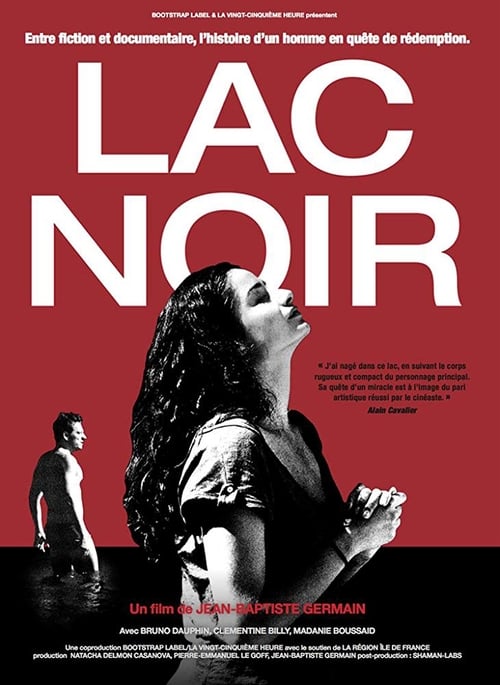 BOOTSTRAP LABEL & LA VINGT-CINQUIÈME HEURE présentent
Entre fiction et documentaire, l'histoire d'un homme en quête de rédemption.
LAC
NOIR
« J'ai nagé dans ce lac, en suivant le corps
rugueux et compact du personnage principal.
Sa quête d'un miracle est à l'image du pari
artistique réussi par le cinéaste. »
Alain Cavalier
Un film de JEAN-BAPTISTE GERMAIN
Avec BRUNO DAUPHIN, CLEMENTINE BILLY, MADANIE BOUSSAID
Une coproduction BOOTSTRAP LABEL/LA VINGT-CINQUIÈME HEURE avec le soutien de LA RÉGION ÎLE DE FRANCE
production NATACHA DELMON CASANOVA, PIERRE-EMMANUEL LE GOFF, JEAN-BAPTISTE GERMAIN post-production : SHAMAN-LABS